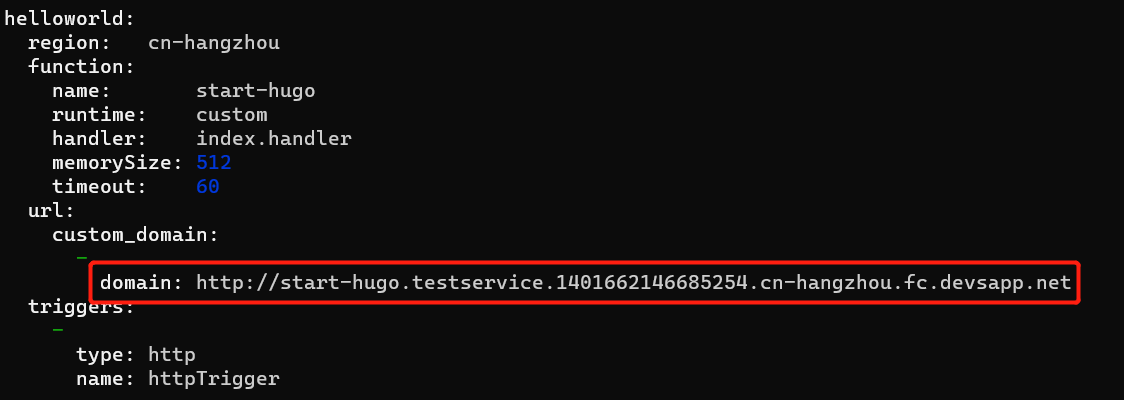 helloworld:
  region:   cn-hangzhou
  function:
    name:       start-hugo
    runtime:    custom
    handler:    index.handler
    memorySize: 512
    timeout:    60
  url:
    custom_domain:
      -
        domain: http://start-hugo.testservice.1401662146685254.cn-hangzhou.fc.devsapp.net
  triggers:
    -
      type: http
      name: httpTrigger